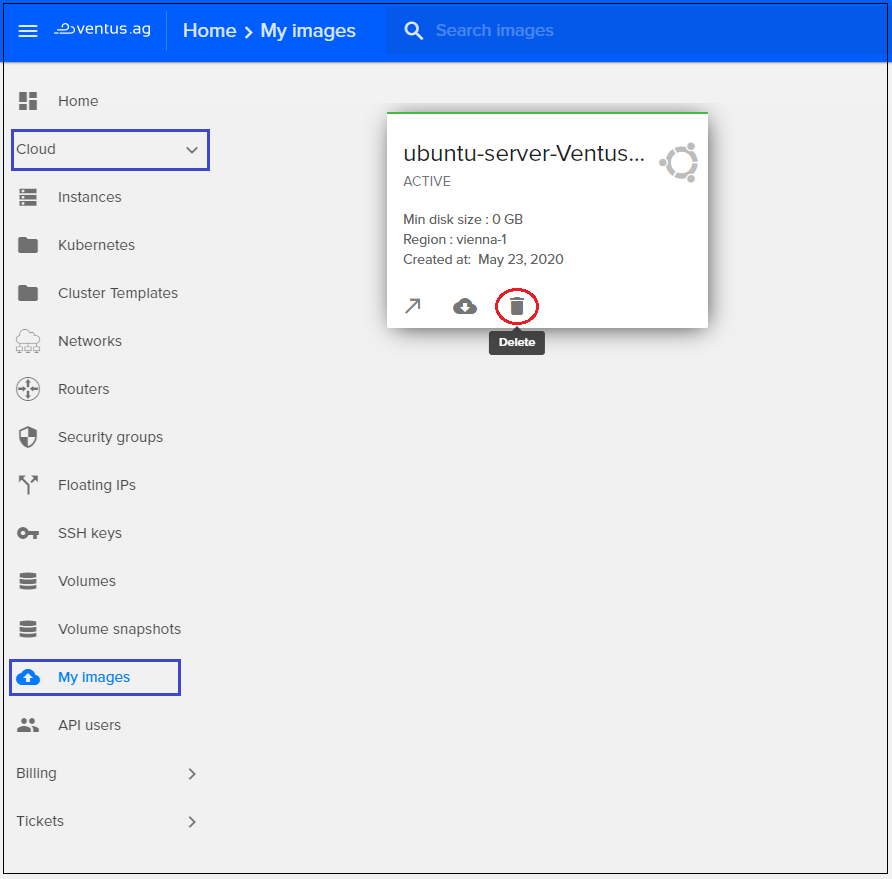 ventus.ag
Home > My images
Search images
Home
Cloud
Instances
Kubernetes
Cluster Templates
Networks
Routers
Security groups
Floating IPs
SSH keys
Volumes
Volume snapshots
My images
API users
Billing
Tickets
ubuntu-server-Ventus...
ACTIVE
Min disk size : 0 GB
Region : vienna-1
Created at: May 23, 2020
Delete